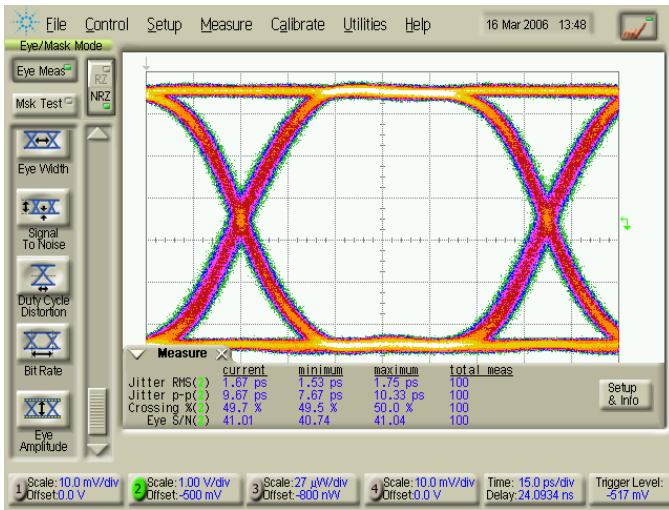 File Control Setup Measure Calibrate Utilities Help 16 Mar 2006 13:48
Eye/Mask Mode
Eye Meas
RZ
NRZ
Msk Test
Eye Width
Signal
To Noise
Duty Cycle
Distortion
Bit Rate
Eye
Amplitude
Measure
current minimum maximum total meas
Jitter RMS(2) 1.67 ps 1.53 ps 1.75 ps 100
Jitter p-p(2) 9.67 ps 7.67 ps 10.33 ps 100
Crossing %(2) 49.7 % 49.5 % 50.0 % 100
Eye S/N(2) 41.01 40.74 41.04 100
Setup
& Info
1 Scale:10.0 mV/div
Offset:0.0 V
2 Scale:1.00 V/div
Offset:-500 mV
3 Scale:27 µW/div
Offset:-800 nW
4 Scale:10.0 mV/div
Offset:0.0 V
Time: 15.0 ps/div
Delay:24.0934 ns
Trigger Level:
-517 mV